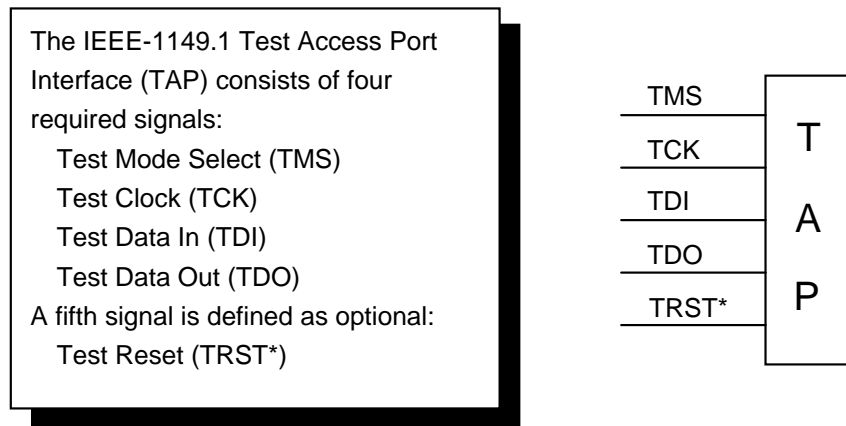 The IEEE-1149.1 Test Access Port
Interface (TAP) consists of four
required signals:
Test Mode Select (TMS)
Test Clock (TCK)
Test Data In (TDI)
Test Data Out (TDO)
A fifth signal is defined as optional:
Test Reset (TRST*)
TMS
TCK
TDI
TDO
TRST*
T
A
P